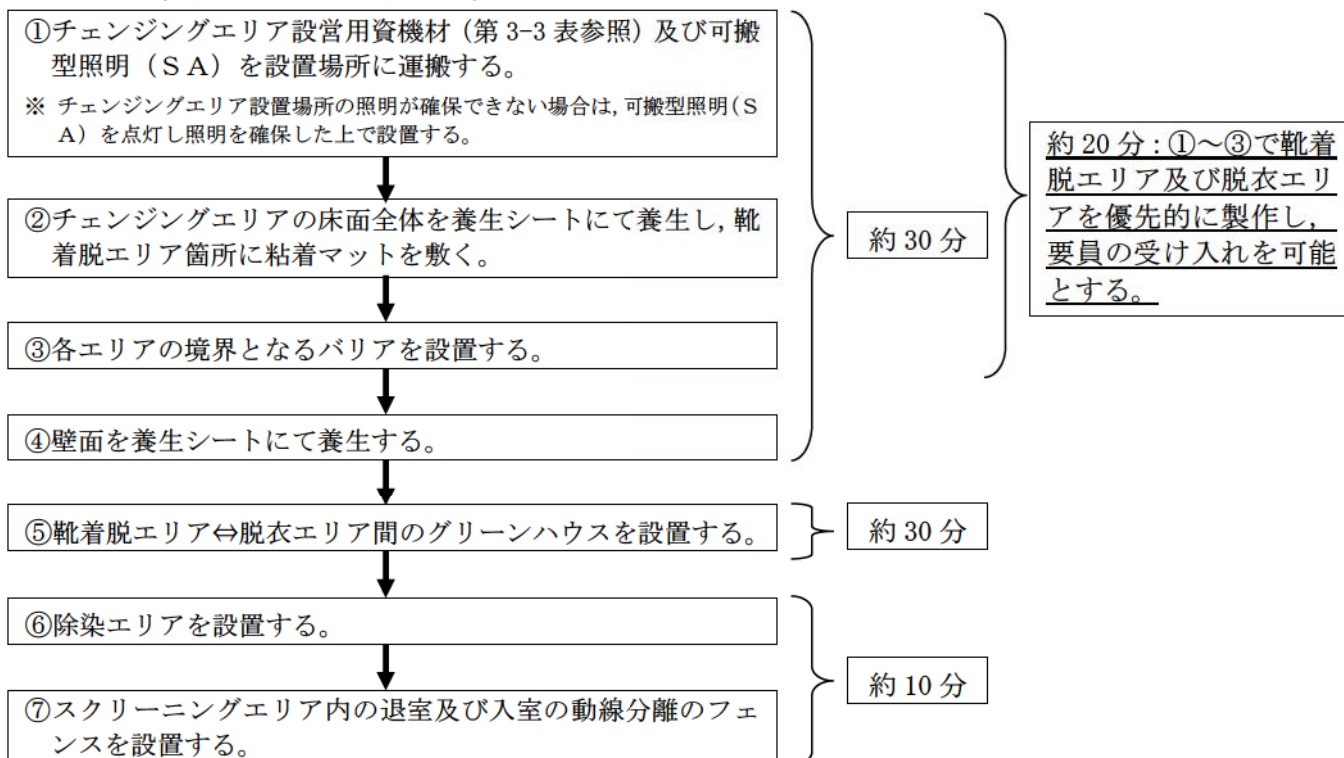 ①チェンジングエリア設営用資機材（第 3-3 表参照）及び可搬
型照明（ＳＡ）を設置場所に運搬する。
※ チェンジングエリア設置場所の照明が確保できない場合は,可搬型照明(Ｓ
Ａ）を点灯し照明を確保した上で設置する。
②チェンジングエリアの床面全体を養生シートにて養生し,靴
着脱エリア箇所に粘着マットを敷く。
③各エリアの境界となるバリアを設置する。
④壁面を養生シートにて養生する。
約 30 分
約 20 分：①～③で靴着
脱エリア及び脱衣エリ
アを優先的に製作し，
要員の受け入れを可能
とする。
⑤靴着脱エリア⇔脱衣エリア間のグリーンハウスを設置する。
約 30 分
⑥除染エリアを設置する。
⑦スクリーニングエリア内の退室及び入室の動線分離のフェ
ンスを設置する。
約 10 分